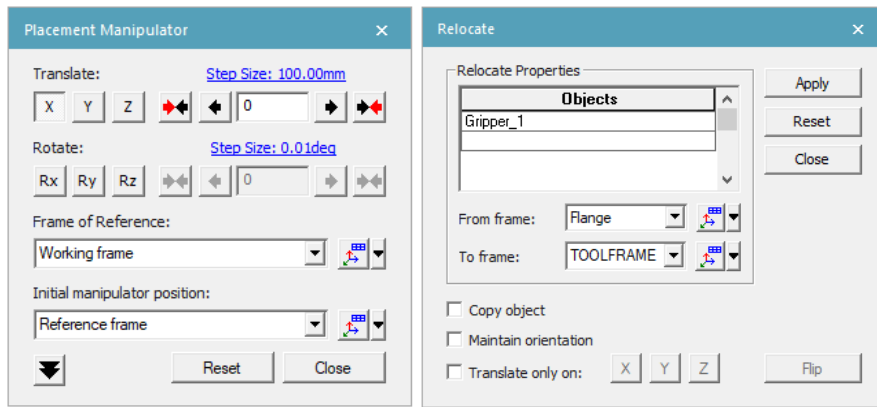 Placement Manipulator
Translate:
Step Size: 100.00mm
X Y Z 0
Rotate:
Step Size: 0.01deg
Rx Ry Rz 0
Frame of Reference:
Working frame
Initial manipulator position:
Reference frame
Reset Close
Relocate
Relocate Properties
Objects
Gripper_1
From frame: Flange
To frame: TOOLFRAME
Apply
Reset
Close
Copy object
Maintain orientation
Translate only on: X Y Z Flip